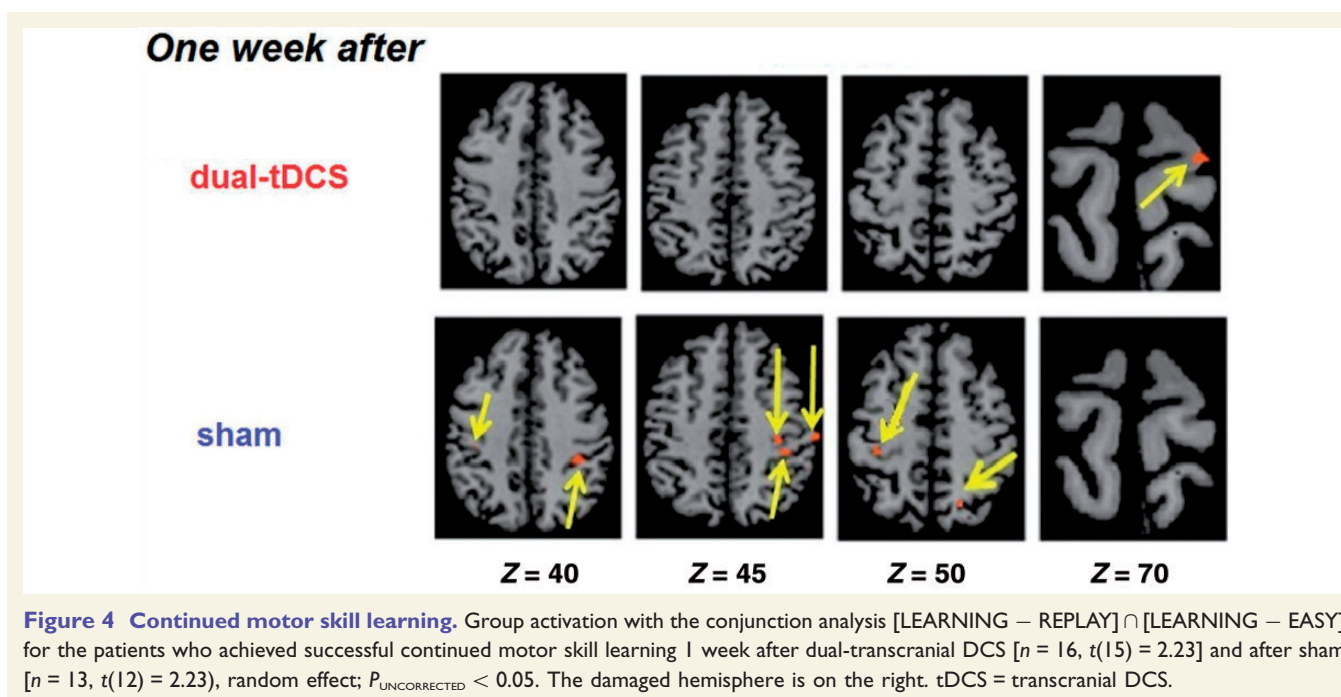 One week after
dual-tDCS
sham
Z = 40 Z = 45 Z = 50 Z = 70
Figure 4 Continued motor skill learning. Group activation with the conjunction analysis [LEARNING − REPLAY] ∩ [LEARNING − EASY]
for the patients who achieved successful continued motor skill learning 1 week after dual-transcranial DCS [n = 16, t(15) = 2.23] and after sham
[n = 13, t(12) = 2.23), random effect; P_UNCORRECTED < 0.05. The damaged hemisphere is on the right. tDCS = transcranial DCS.